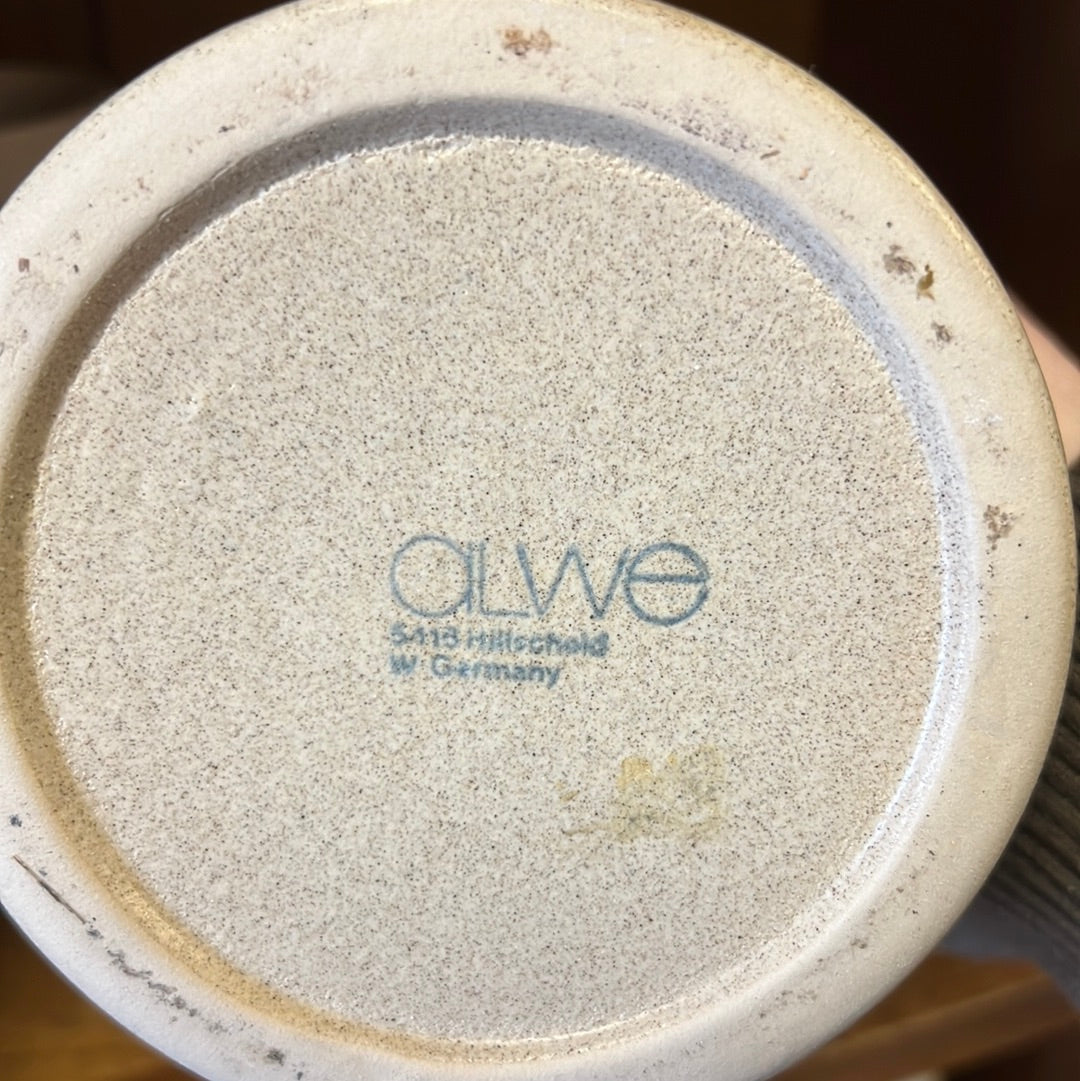 alwe
5413 Hillscheid
W Germany